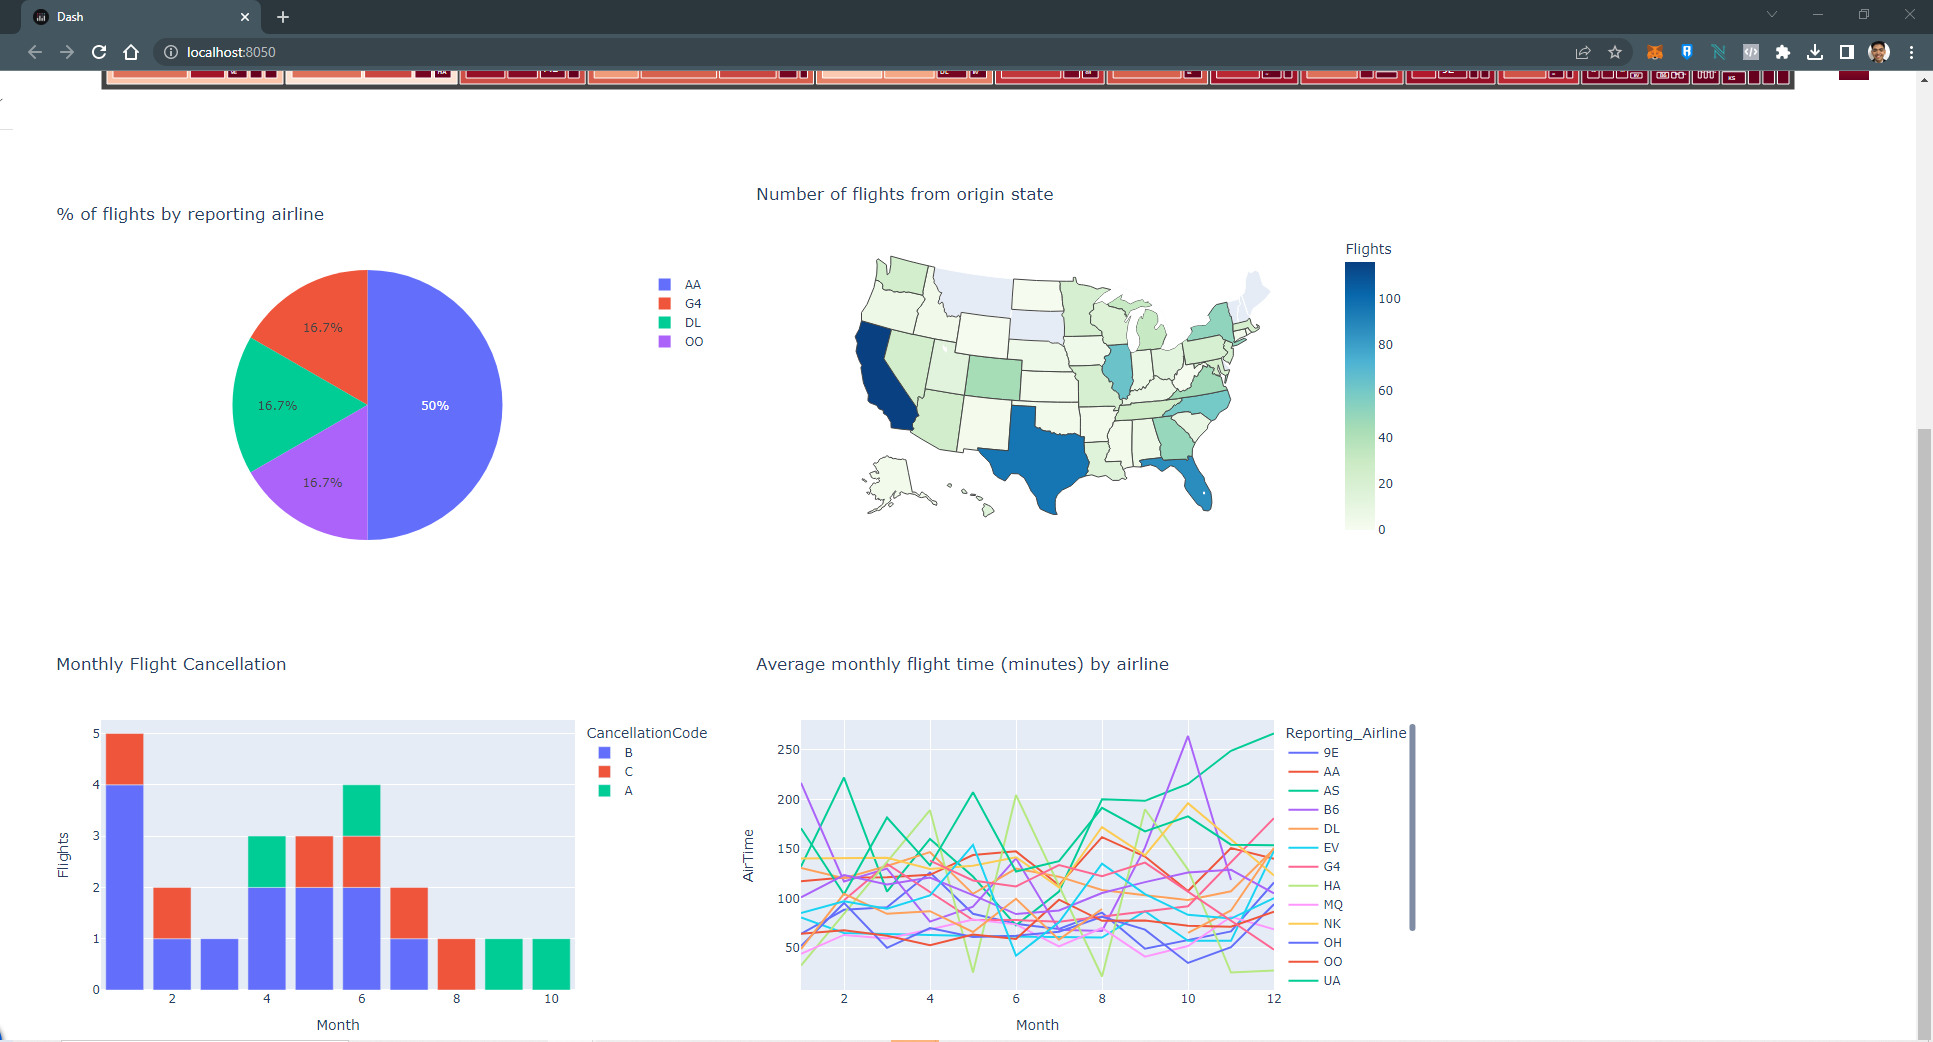 Dash
localhost:8050
HA
KS
Number of flights from origin state
% of flights by reporting airline
Flights
100
80
60
40
20
0
16.7%
16.7%
50%
16.7%
AA
G4
DL
OO
Monthly Flight Cancellation
Average monthly flight time (minutes) by airline
CancellationCode
B
C
A
5
4
3
2
1
0
Flights
2
4
6
8
10
Month
Reporting_Airline
9E
AA
AS
B6
DL
EV
G4
HA
MQ
NK
OH
OO
UA
250
200
150
100
50
AirTime
2
4
6
8
10
12
Month